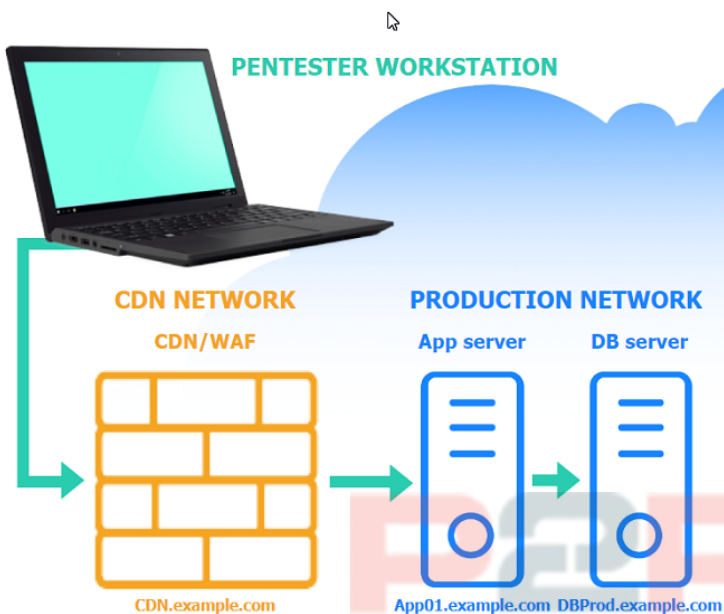 PENTESTER WORKSTATION
CDN NETWORK
PRODUCTION NETWORK
CDN/WAF
App server
DB server
CDN.example.com
App01.example.com
DBProd.example.com